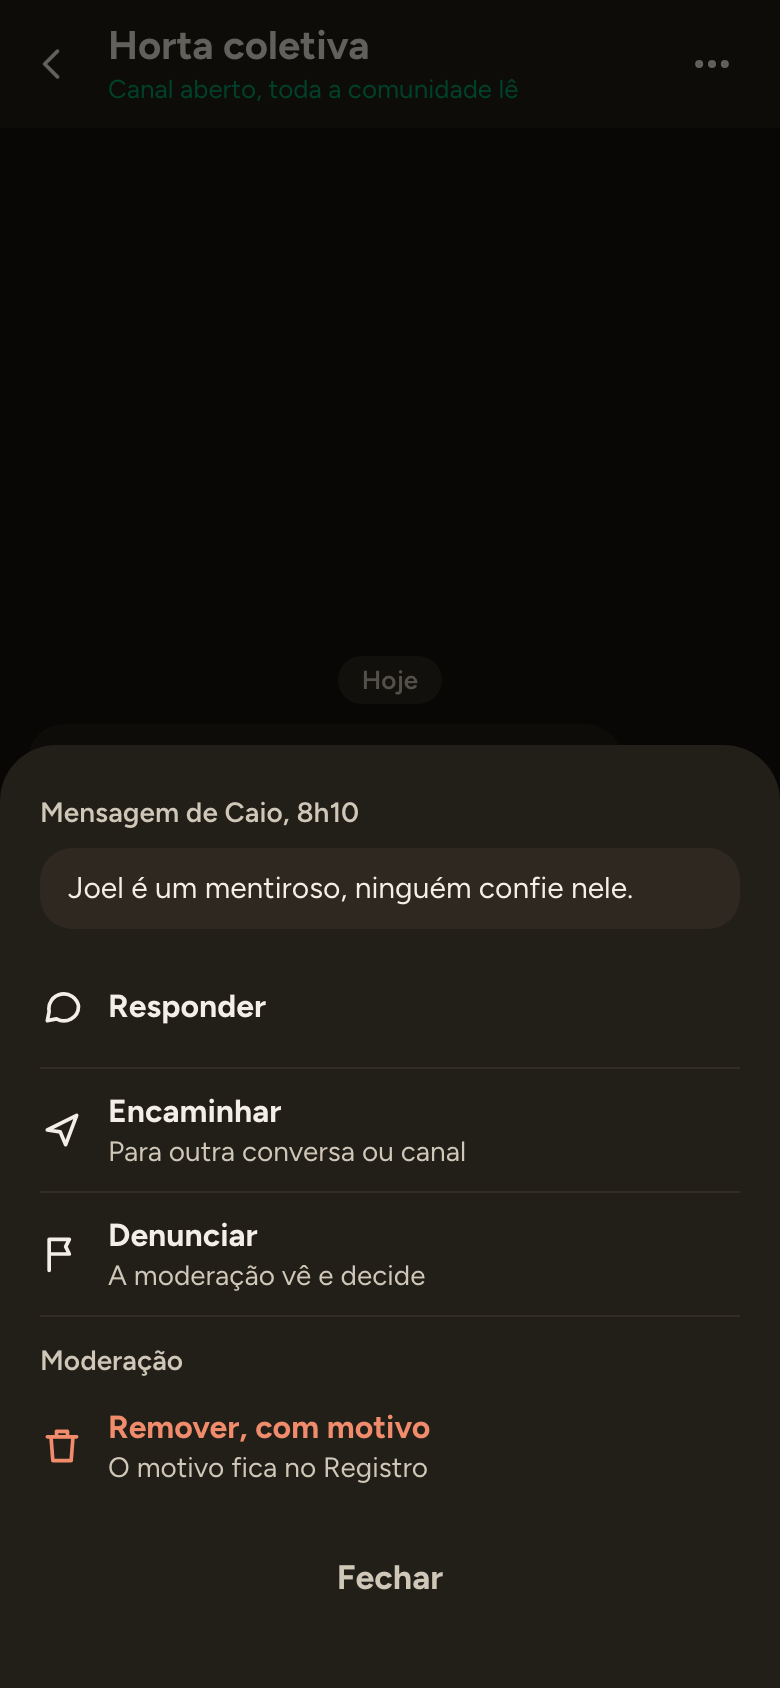 Horta coletiva
Canal aberto, toda a comunidade lê
Hoje
Mensagem de Caio, 8h10
Joel é um mentiroso, ninguém confie nele.
Responder
Encaminhar
Para outra conversa ou canal
Denunciar
A moderação vê e decide
Moderação
Remover, com motivo
O motivo fica no Registro
Fechar